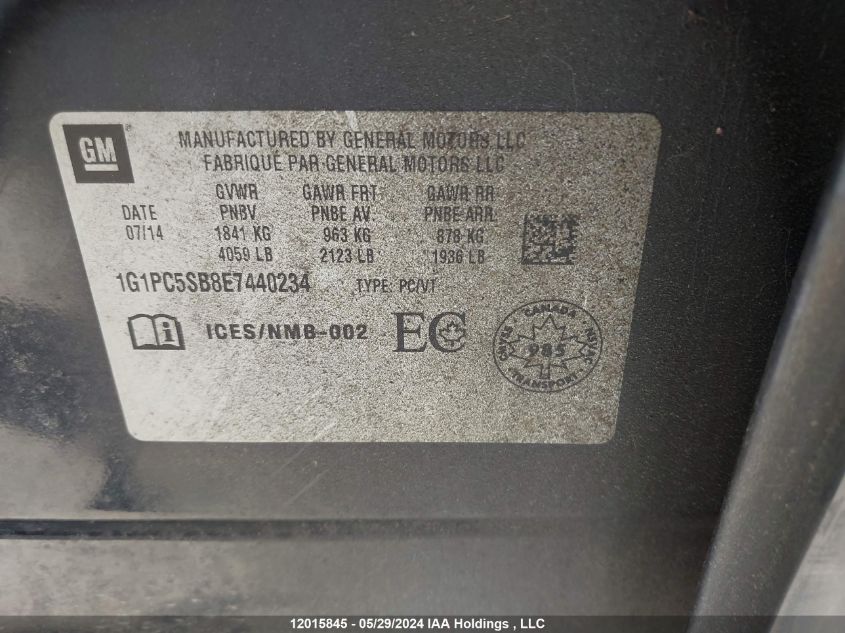 GM
MANUFACTURED BY GENERAL MOTORS LLC
FABRIQUÉ PAR GENERAL MOTORS LLC
GVWR GAWR FRT GAWR RR
DATE PNBV PNBE AV PNBE ARR
07/14 1841 KG 963 KG 878 KG
4059 LB 2123 LB 1936 LB
1G1PC5SB8E7440234 TYPE: PC/VT
i ICES/NMB-002 EC
CANADA
985
TRANSPORT
12015845 - 05/29/2024 IAA Holdings , LLC